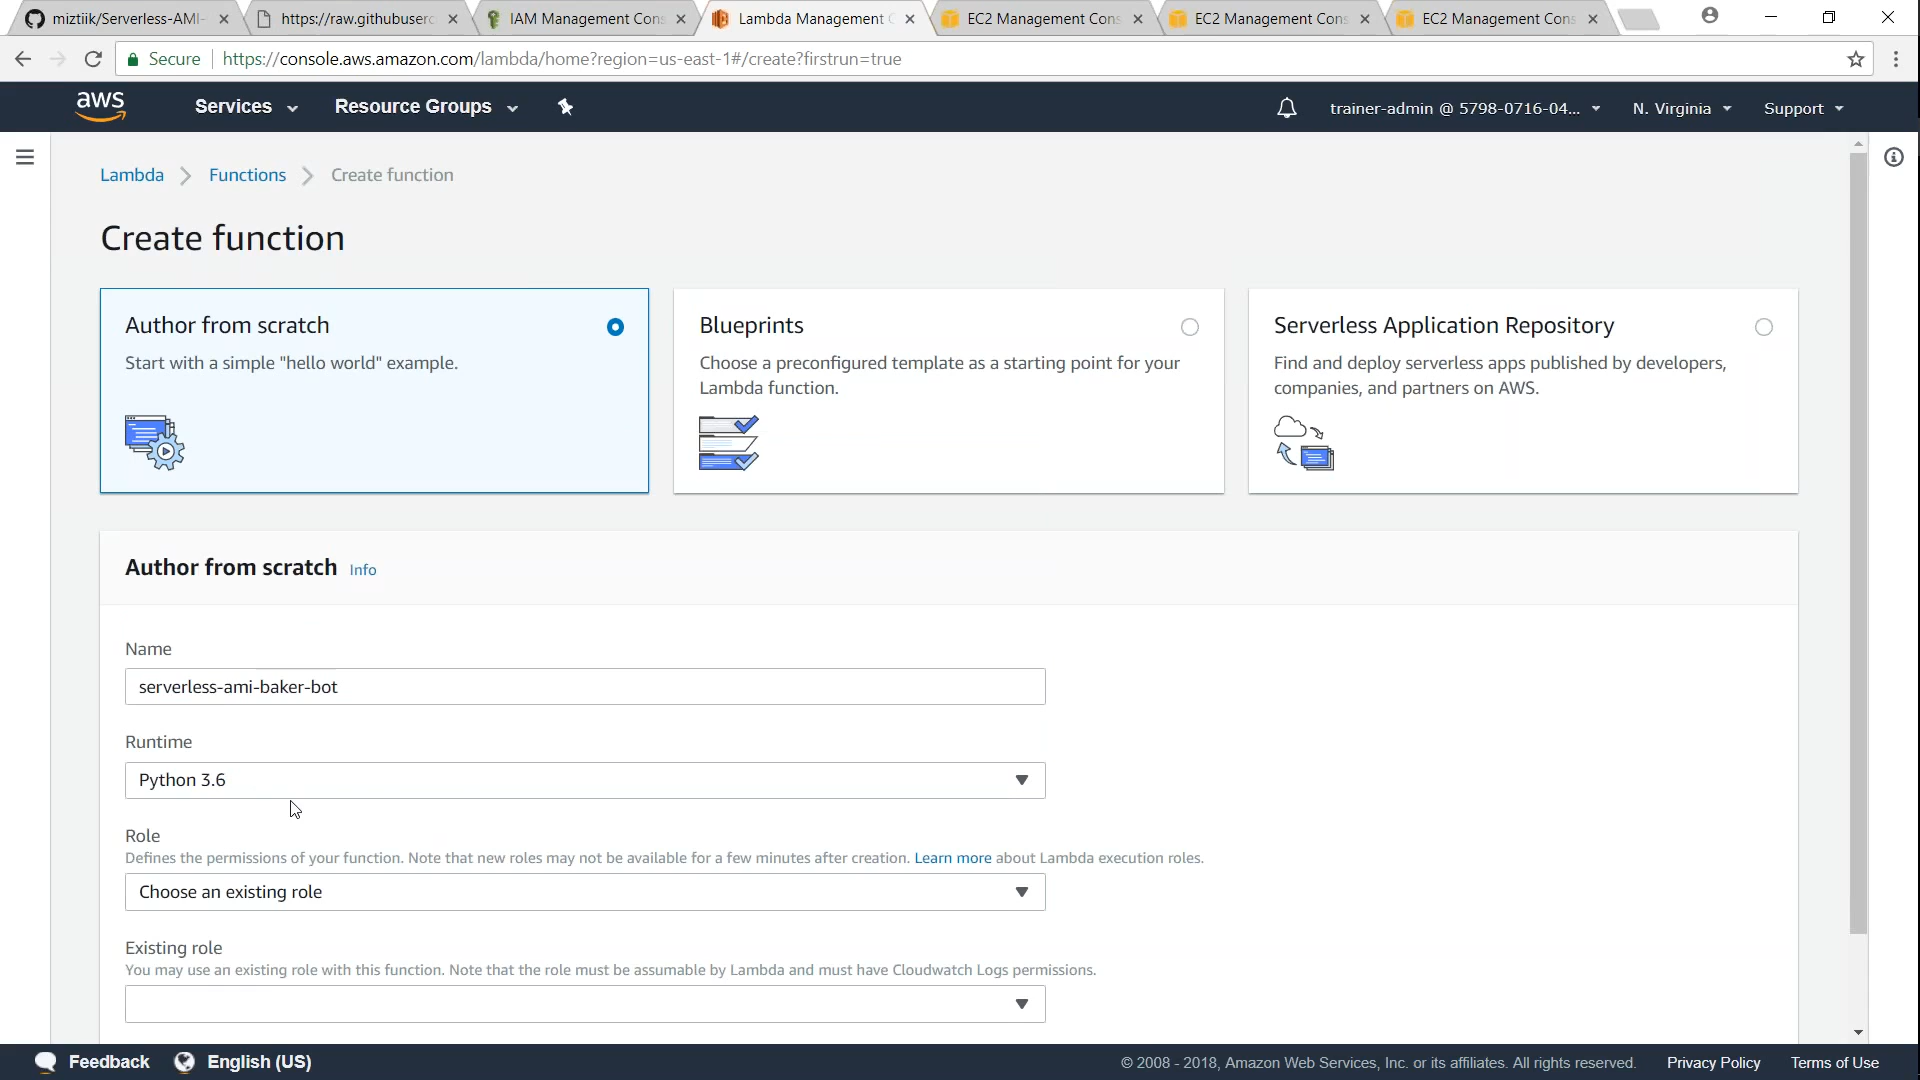 miztiik/Serverless-AMI-
https://raw.githubuserc
IAM Management Cons
Lambda Management C
EC2 Management Cons
EC2 Management Cons
EC2 Management Cons
Secure
https://console.aws.amazon.com/lambda/home?region=us-east-1#/create?firstrun=true
aws
Services
Resource Groups
trainer-admin @ 5798-0716-04...
N. Virginia
Support
Lambda
Functions
Create function
Create function
Author from scratch
Start with a simple "hello world" example.
Blueprints
Choose a preconfigured template as a starting point for your
Lambda function.
Serverless Application Repository
Find and deploy serverless apps published by developers,
companies, and partners on AWS.
Author from scratch Info
Name
serverless-ami-baker-bot
Runtime
Python 3.6
Role
Defines the permissions of your function. Note that new roles may not be available for a few minutes after creation. Learn more about Lambda execution roles.
Choose an existing role
Existing role
You may use an existing role with this function. Note that the role must be assumable by Lambda and must have Cloudwatch Logs permissions.
Feedback
English (US)
© 2008 - 2018, Amazon Web Services, Inc. or its affiliates. All rights reserved.
Privacy Policy
Terms of Use